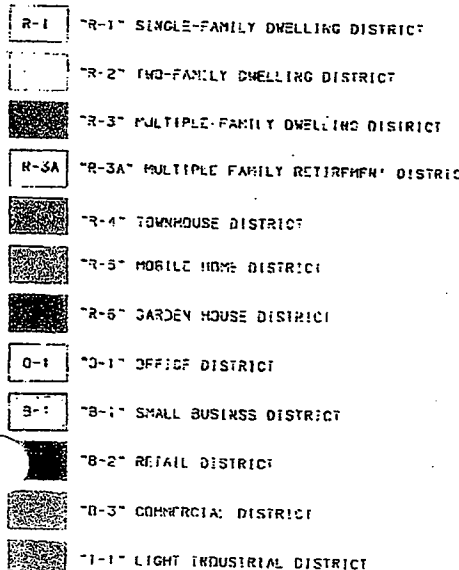 R-1 "R-1" SINGLE-FAMILY DWELLING DISTRICT
"R-2" TWO-FAMILY DWELLING DISTRICT
"R-3" MULTIPLE-FAMILY DWELLING DISTRICT
R-3A "R-3A" MULTIPLE FAMILY RETIREMENT DISTRIC
"R-4" TOWNHOUSE DISTRICT
"R-5" MOBILE HOME DISTRICT
"R-6" GARDEN HOUSE DISTRICT
O-1 "O-1" OFFICE DISTRICT
B-1 "B-1" SMALL BUSINSS DISTRICT
"B-2" RETAIL DISTRICT
"B-3" COMMERCIAL DISTRICT
"I-1" LIGHT INDUSTRIAL DISTRICT